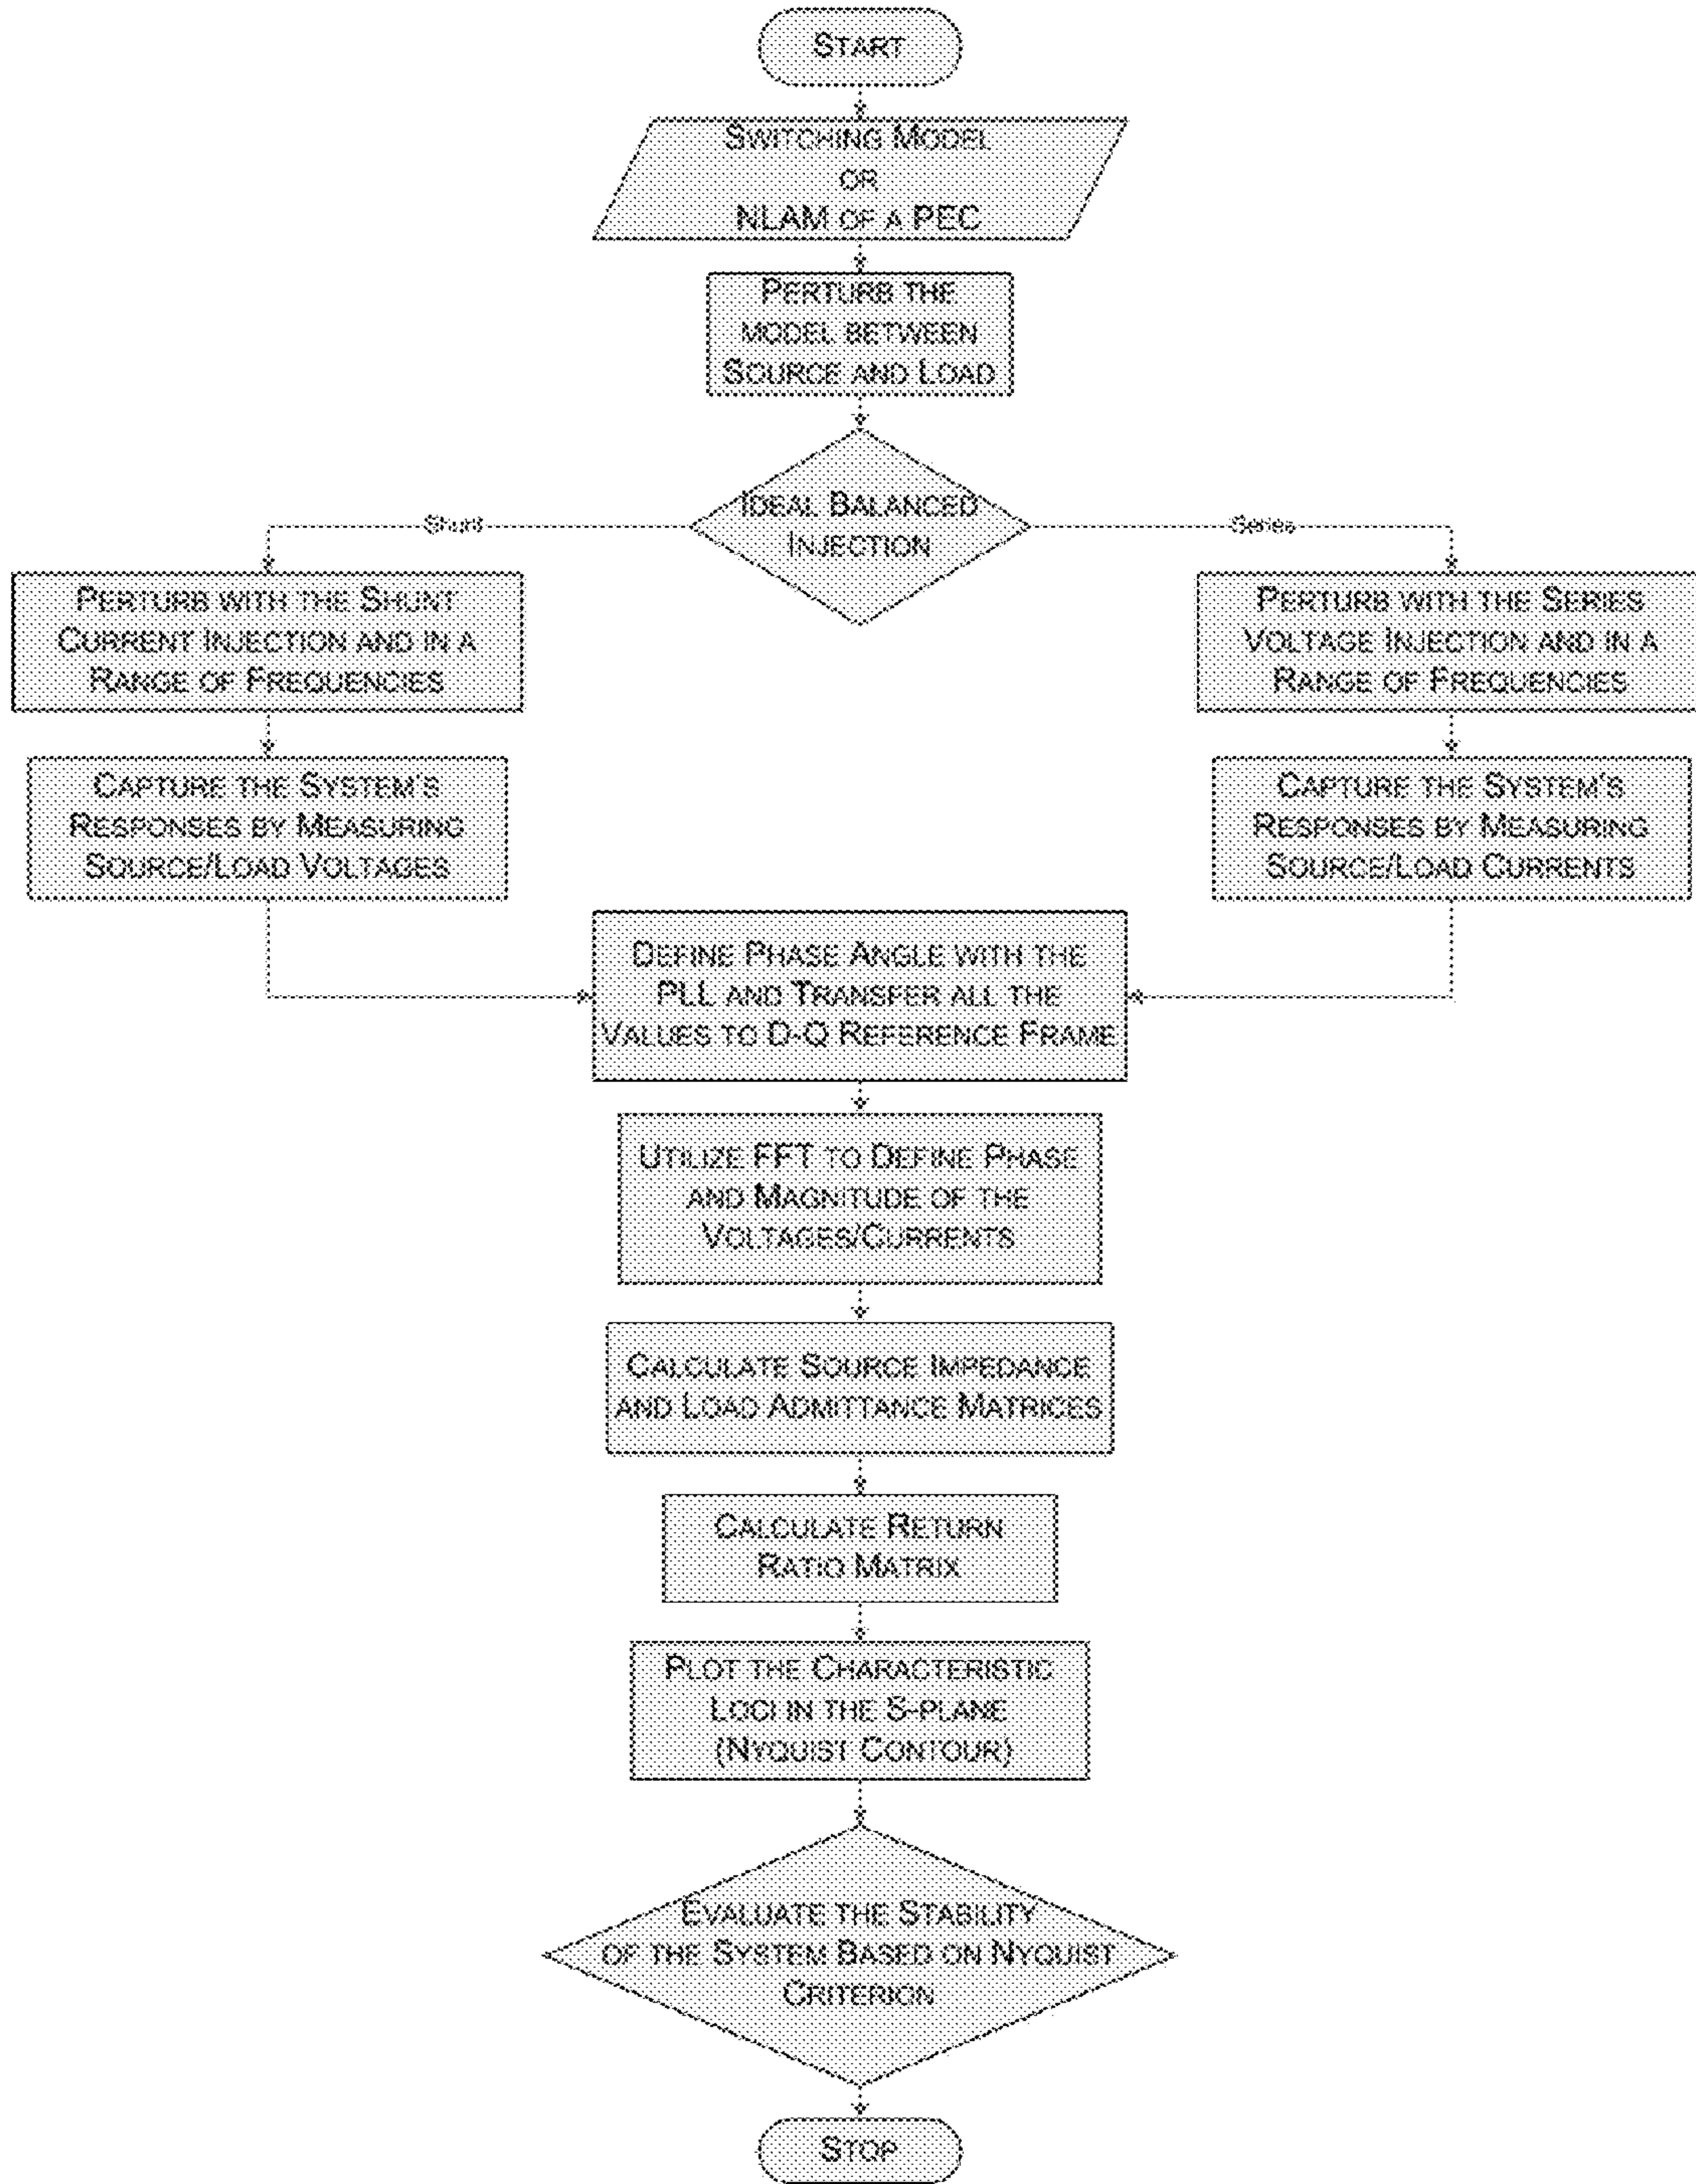 START
SWITCHING MODEL
OR
NLAM OF A PEC
PERTURB THE
MODEL BETWEEN
SOURCE AND LOAD
IDEAL BALANCED
INJECTION
Shunt
Series
PERTURB WITH THE SHUNT
CURRENT INJECTION AND IN A
RANGE OF FREQUENCIES
PERTURB WITH THE SERIES
VOLTAGE INJECTION AND IN A
RANGE OF FREQUENCIES
CAPTURE THE SYSTEM'S
RESPONSES BY MEASURING
SOURCE/LOAD VOLTAGES
CAPTURE THE SYSTEM'S
RESPONSES BY MEASURING
SOURCE/LOAD CURRENTS
DEFINE PHASE ANGLE WITH THE
PLL AND TRANSFER ALL THE
VALUES TO D-Q REFERENCE FRAME
UTILIZE FFT TO DEFINE PHASE
AND MAGNITUDE OF THE
VOLTAGES/CURRENTS
CALCULATE SOURCE IMPEDANCE
AND LOAD ADMITTANCE MATRICES
CALCULATE RETURN
RATIO MATRIX
PLOT THE CHARACTERISTIC
LOCI IN THE S-PLANE
(NYQUIST CONTOUR)
EVALUATE THE STABILITY
OF THE SYSTEM BASED ON NYQUIST
CRITERION
STOP